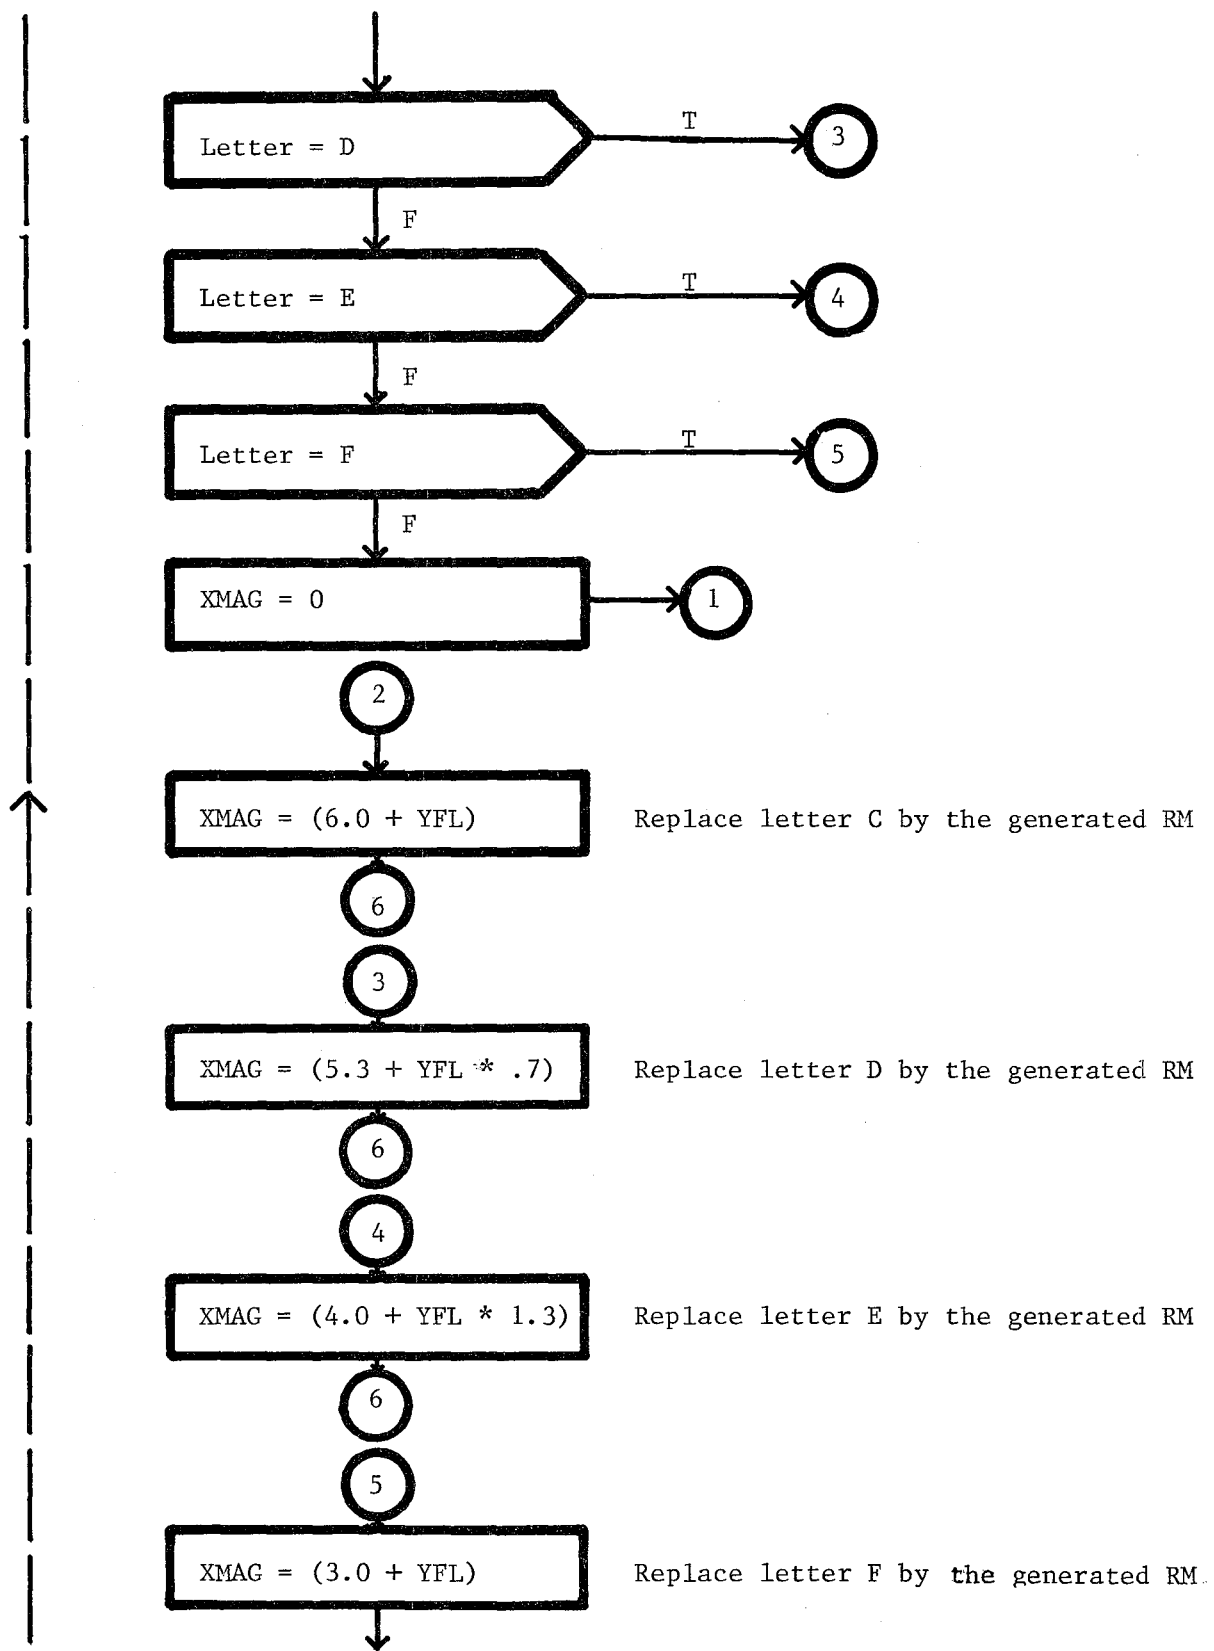 Letter = D
T
3
F
Letter = E
T
4
F
Letter = F
T
5
F
XMAG = 0
1
2
XMAG = (6.0 + YFL)
Replace letter C by the generated RM
6
3
XMAG = (5.3 + YFL * .7)
Replace letter D by the generated RM
6
4
XMAG = (4.0 + YFL * 1.3)
Replace letter E by the generated RM
6
5
XMAG = (3.0 + YFL)
Replace letter F by the generated RM